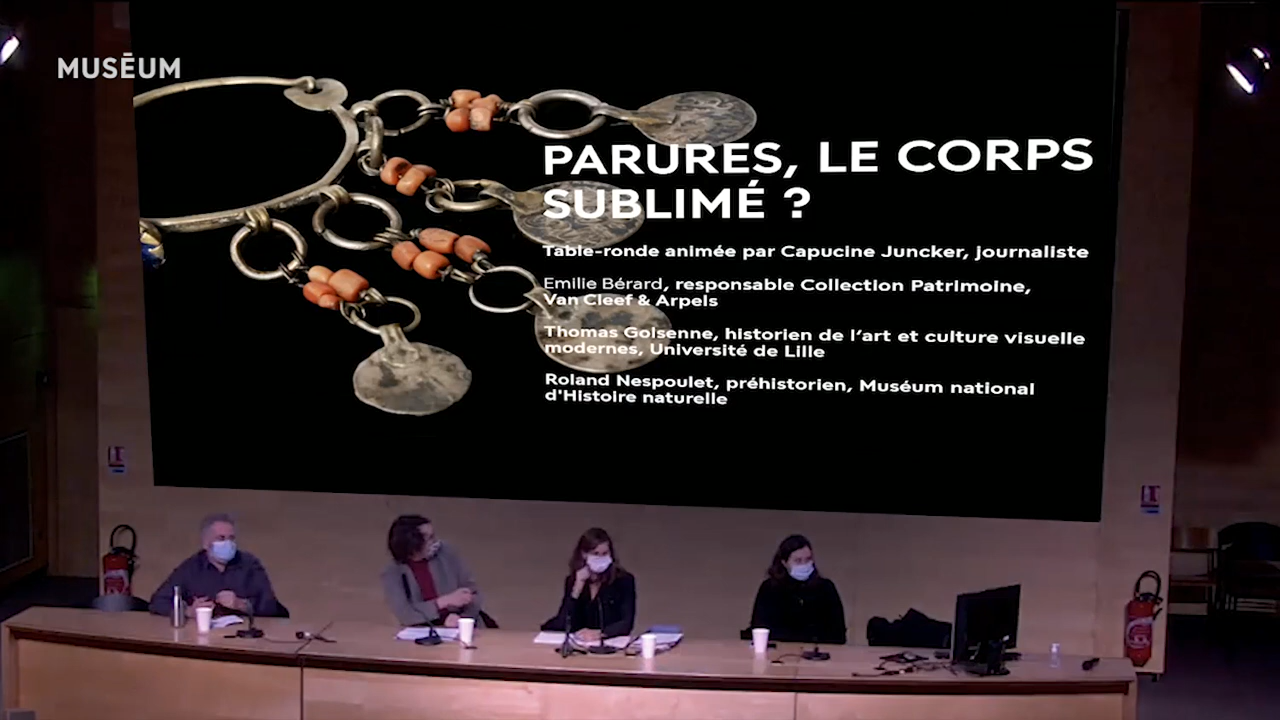 MUSĒUM
PARURES, LE CORPS
SUBLIMÉ ?
Table-ronde animée par Capucine Juncker, journaliste
Emilie Bérard, responsable Collection Patrimoine,
Van Cleef & Arpels
Thomas Golsenne, historien de l'art et culture visuelle
modernes, Université de Lille
Roland Nespoulet, préhistorien, Muséum national
d'Histoire naturelle